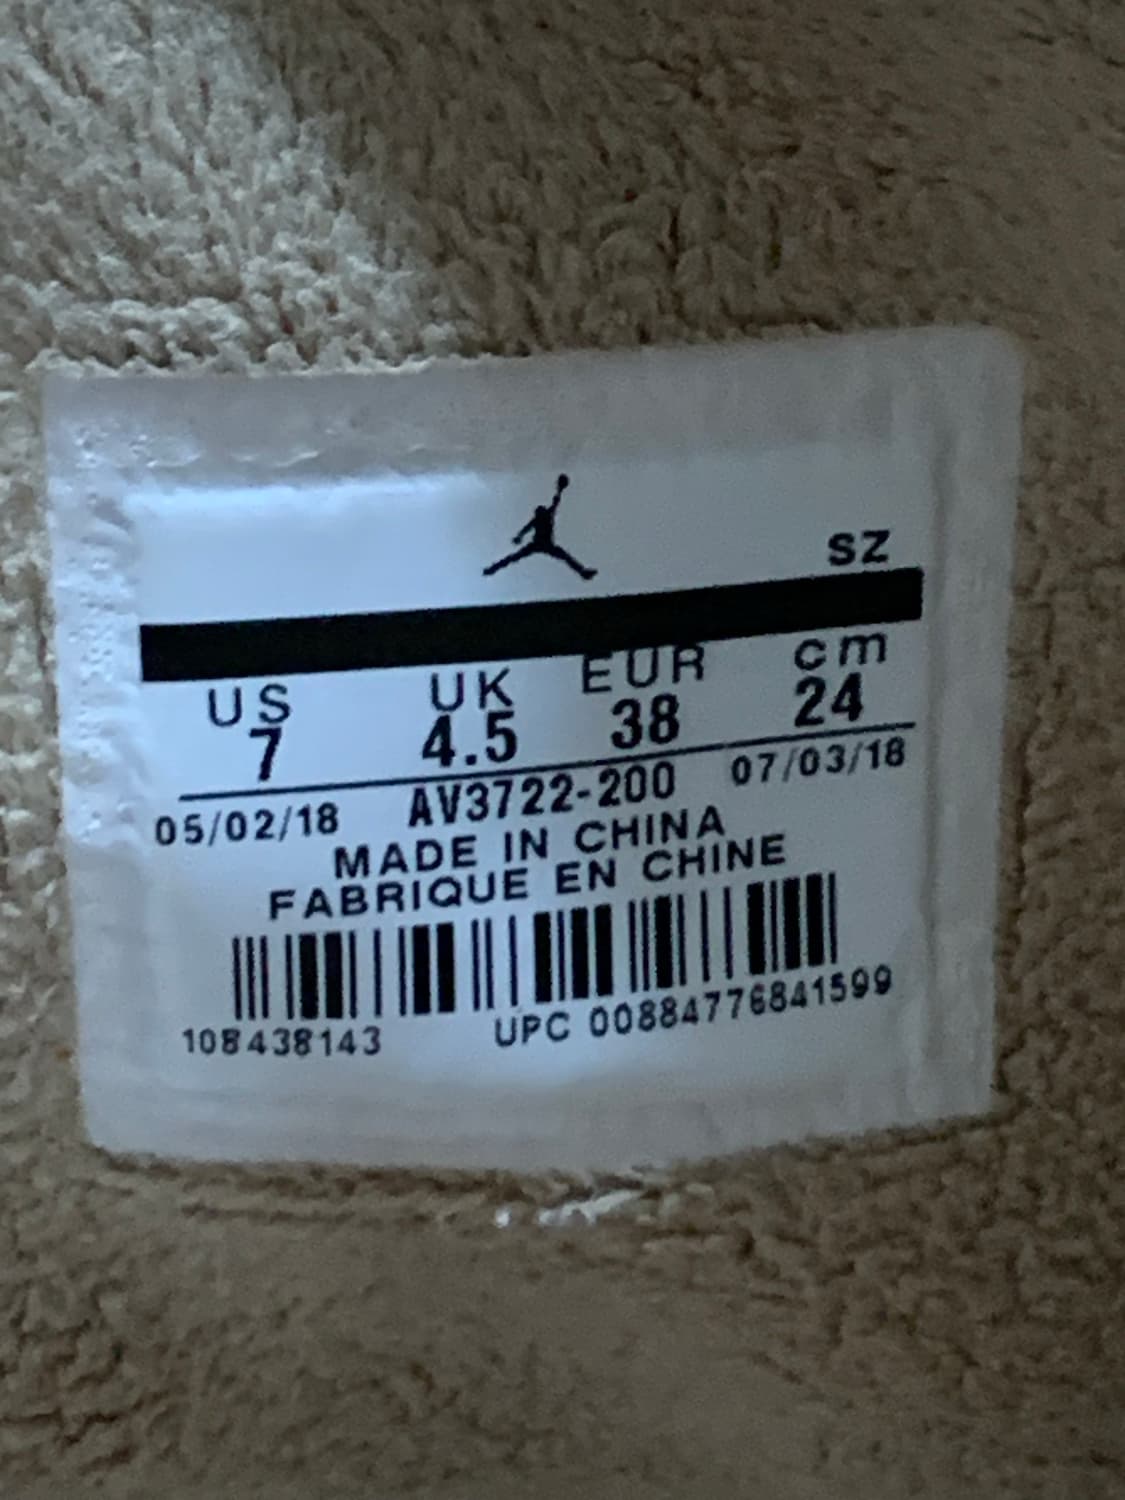 SZ
US UK EUR cm
7 4.5 38 24
05/02/18 AV3722-200 07/03/18
MADE IN CHINA
FABRIQUE EN CHINE
108438143 UPC 00884776841599